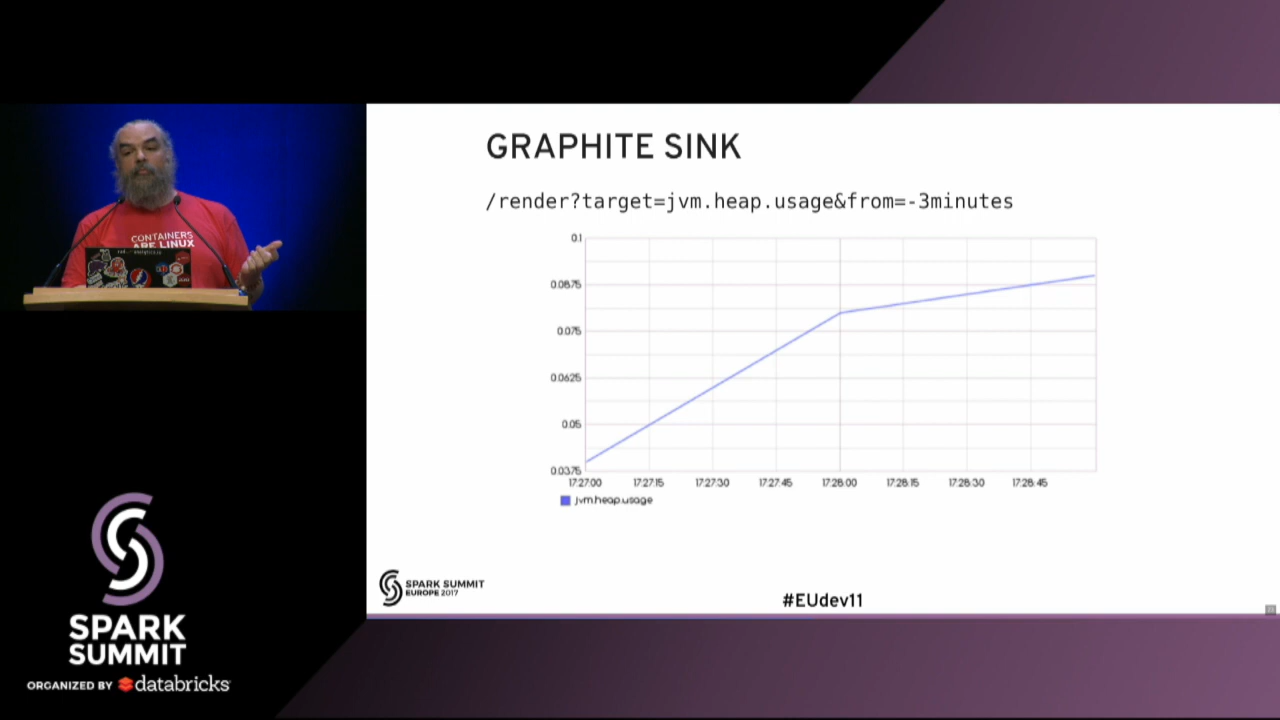 GRAPHITE SINK
/render?target=jvm.heap.usage&from=-3minutes
0.1
0.0875
0.075
0.0625
0.05
0.0375
17:27:00 17:27:15 17:27:30 17:27:45 17:28:00 17:28:15 17:28:30 17:28:45
jvm.heap.usage
CONTAINERS
ARE LINUX
SPARK SUMMIT
EUROPE 2017
#EUdev11
SPARK
SUMMIT
ORGANIZED BY databricks